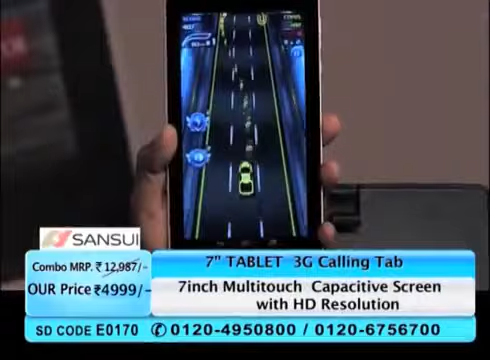 SANSUI
Combo MRP. ₹ 12,987/-
OUR Price ₹4999/-
7" TABLET 3G Calling Tab
7inch Multitouch Capacitive Screen
with HD Resolution
SD CODE E0170
✆ 0120-4950800 / 0120-6756700